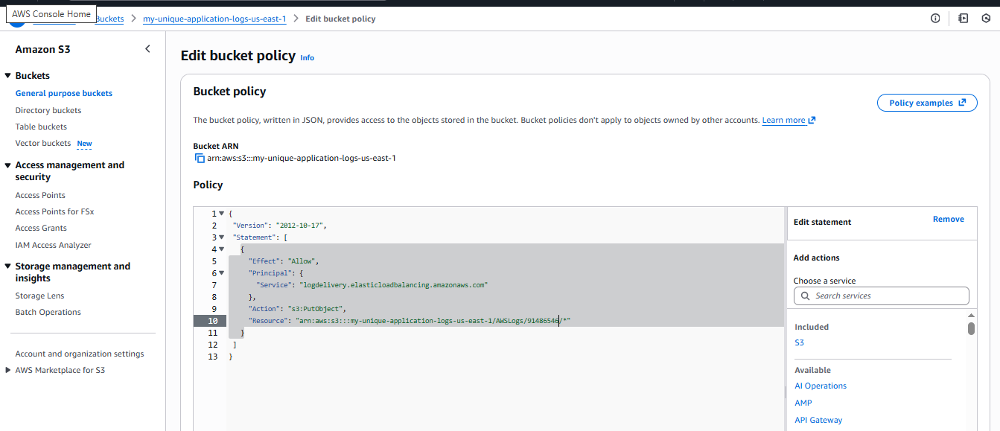 AWS Console Home
Buckets
my-unique-application-logs-us-east-1
Edit bucket policy
Amazon S3
Buckets
General purpose buckets
Directory buckets
Table buckets
Vector buckets New
Access management and
security
Access Points
Access Points for FSx
Access Grants
IAM Access Analyzer
Storage management and
insights
Storage Lens
Batch Operations
Account and organization settings
AWS Marketplace for S3
Edit bucket policy Info
Bucket policy
Policy examples
The bucket policy, written in JSON, provides access to the objects stored in the bucket. Bucket policies don't apply to objects owned by other accounts. Learn more
Bucket ARN
arn:aws:s3:::my-unique-application-logs-us-east-1
Policy
1 {
2 "Version": "2012-10-17",
3 "Statement": [
4 {
5 "Effect": "Allow",
6 "Principal": {
7 "Service": "logdelivery.elasticloadbalancing.amazonaws.com"
8 },
9 "Action": "s3:PutObject",
10 "Resource": "arn:aws:s3:::my-unique-application-logs-us-east-1/AWSLogs/91486546/*"
11 }
12 ]
13 }
Edit statement
Remove
Add actions
Choose a service
Search services
Included
S3
Available
AI Operations
AMP
API Gateway